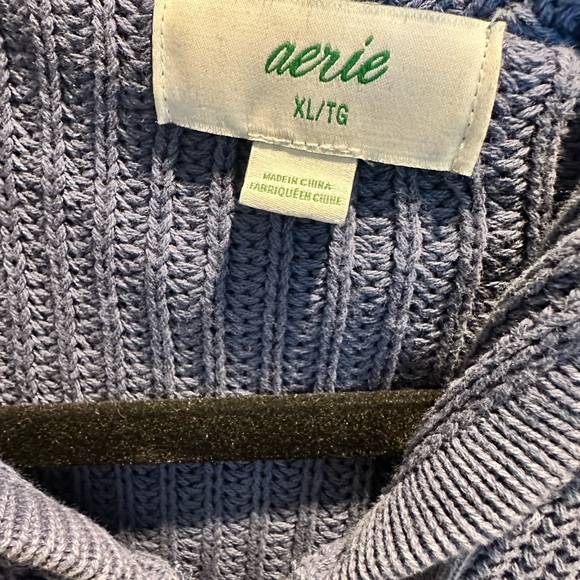 aerie
XL/TG
MADE IN CHINA
FABRIQUÉ EN CHINE